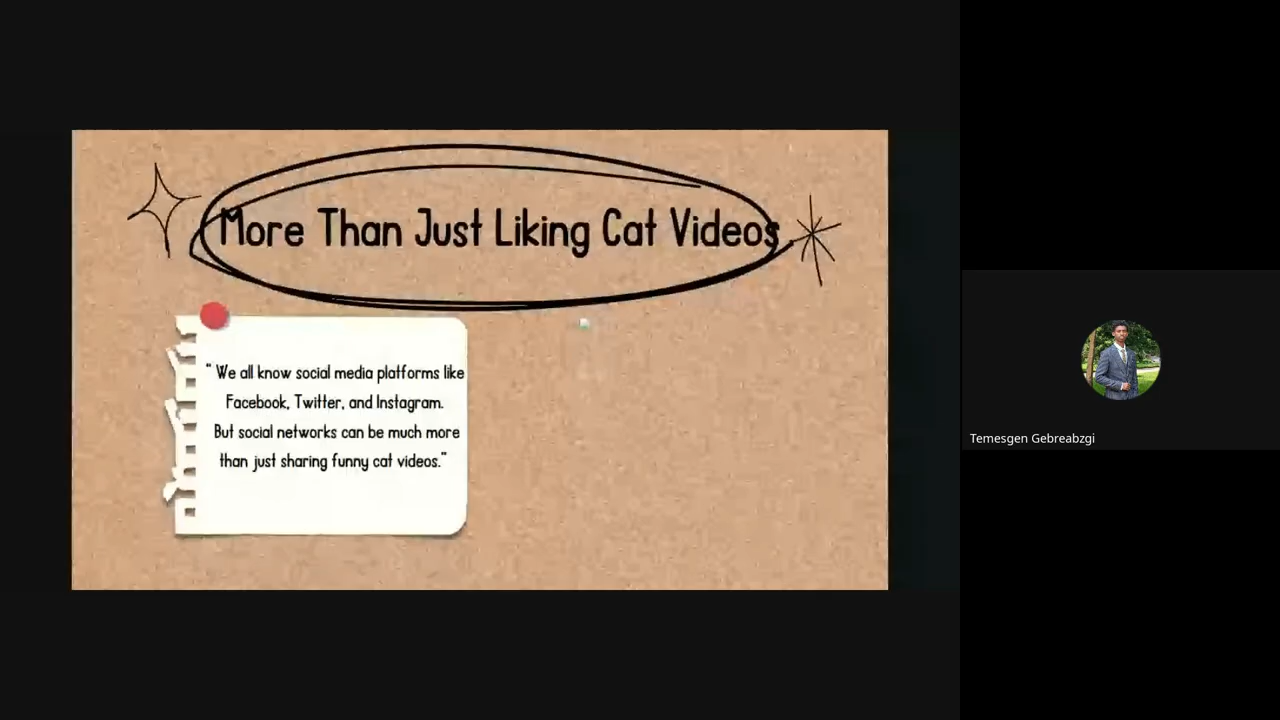 More Than Just Liking Cat Videos
" We all know social media platforms like
Facebook, Twitter, and Instagram.
But social networks can be much more
than just sharing funny cat videos."
Temesgen Gebreabzgi